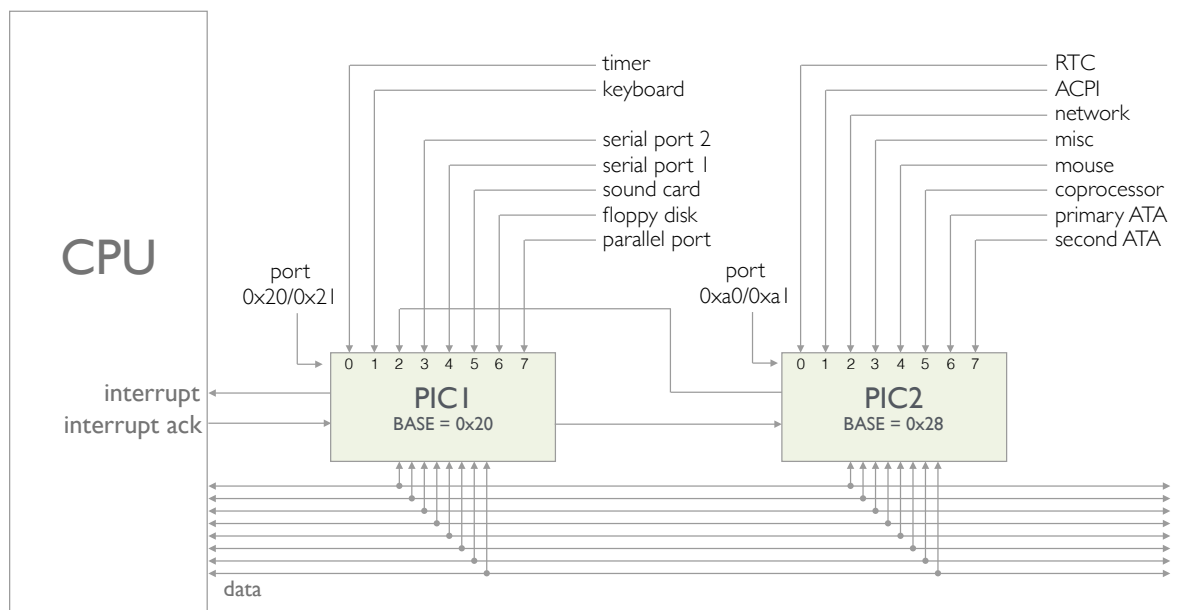 timer
keyboard
serial port 2
serial port 1
sound card
floppy disk
parallel port
RTC
ACPI
network
misc
mouse
coprocessor
primary ATA
second ATA
CPU
port
0x20/0x21
port
0xa0/0xa1
0 1 2 3 4 5 6 7
PIC1
BASE = 0x20
0 1 2 3 4 5 6 7
PIC2
BASE = 0x28
interrupt
interrupt ack
data